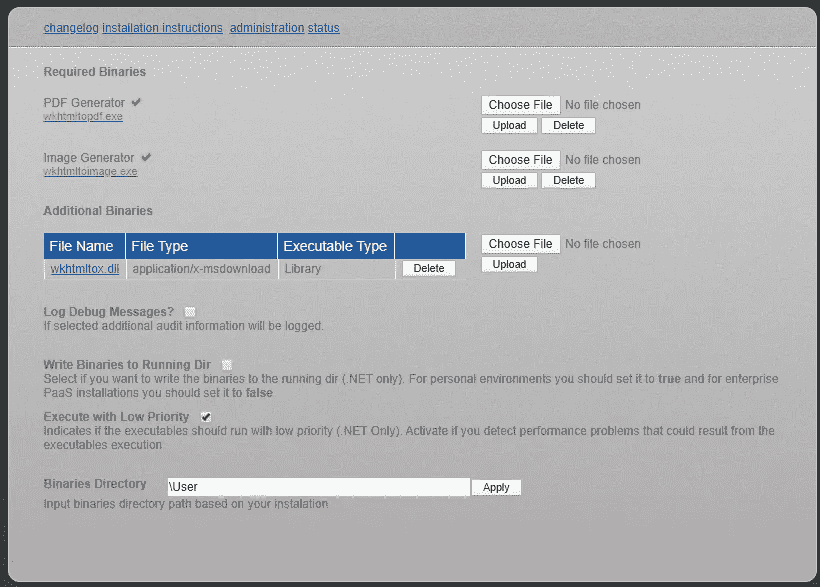 changelog installation instructions administration status
Required Binaries
PDF Generator ✔
wkhtmltopdf.exe
Choose File No file chosen
Upload Delete
Image Generator ✔
wkhtmltoimage.exe
Choose File No file chosen
Upload Delete
Additional Binaries
File Name File Type Executable Type
wkhtmltox.dll application/x-msdownload Library Delete
Choose File No file chosen
Upload
Log Debug Messages?
If selected additional audit information will be logged.
Write Binaries to Running Dir
Select if you want to write the binaries to the running dir (.NET only). For personal environments you should set it to true and for enterprise
PaaS installations you should set it to false
Execute with Low Priority ✔
Indicates if the executables should run with low priority (.NET Only). Activate if you detect performance problems that could result from the
executables execution
Binaries Directory \User Apply
Input binaries directory path based on your instalation